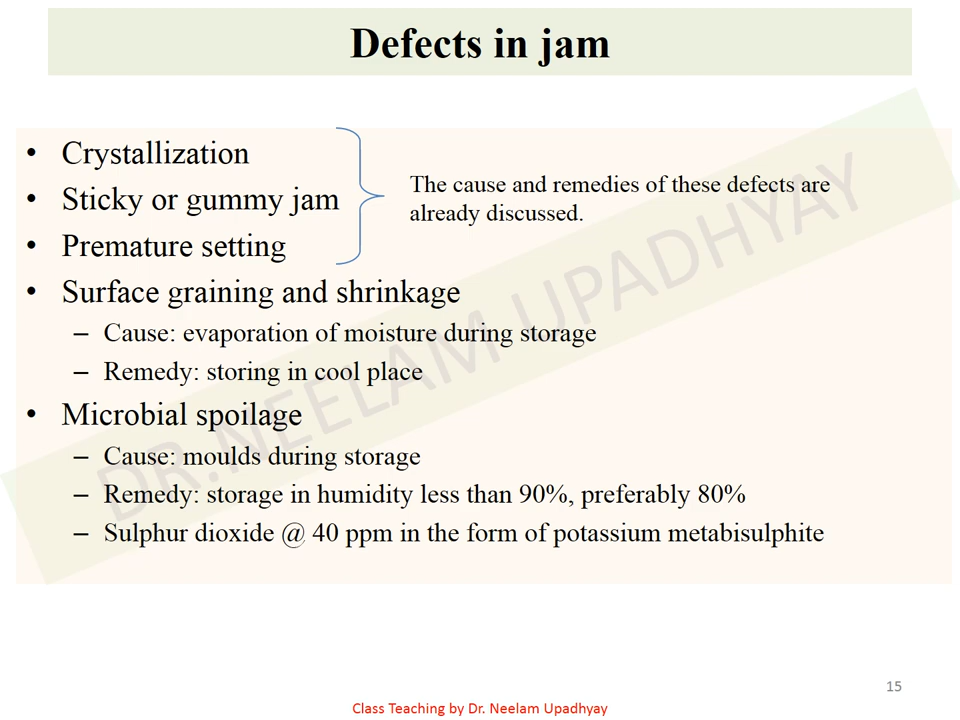 Defects in jam
• Crystallization
• Sticky or gummy jam
• Premature setting
The cause and remedies of these defects are
already discussed.
• Surface graining and shrinkage
– Cause: evaporation of moisture during storage
– Remedy: storing in cool place
• Microbial spoilage
– Cause: moulds during storage
– Remedy: storage in humidity less than 90%, preferably 80%
– Sulphur dioxide @ 40 ppm in the form of potassium metabisulphite
DR.NEELAM UPADHYAY
15
Class Teaching by Dr. Neelam Upadhyay